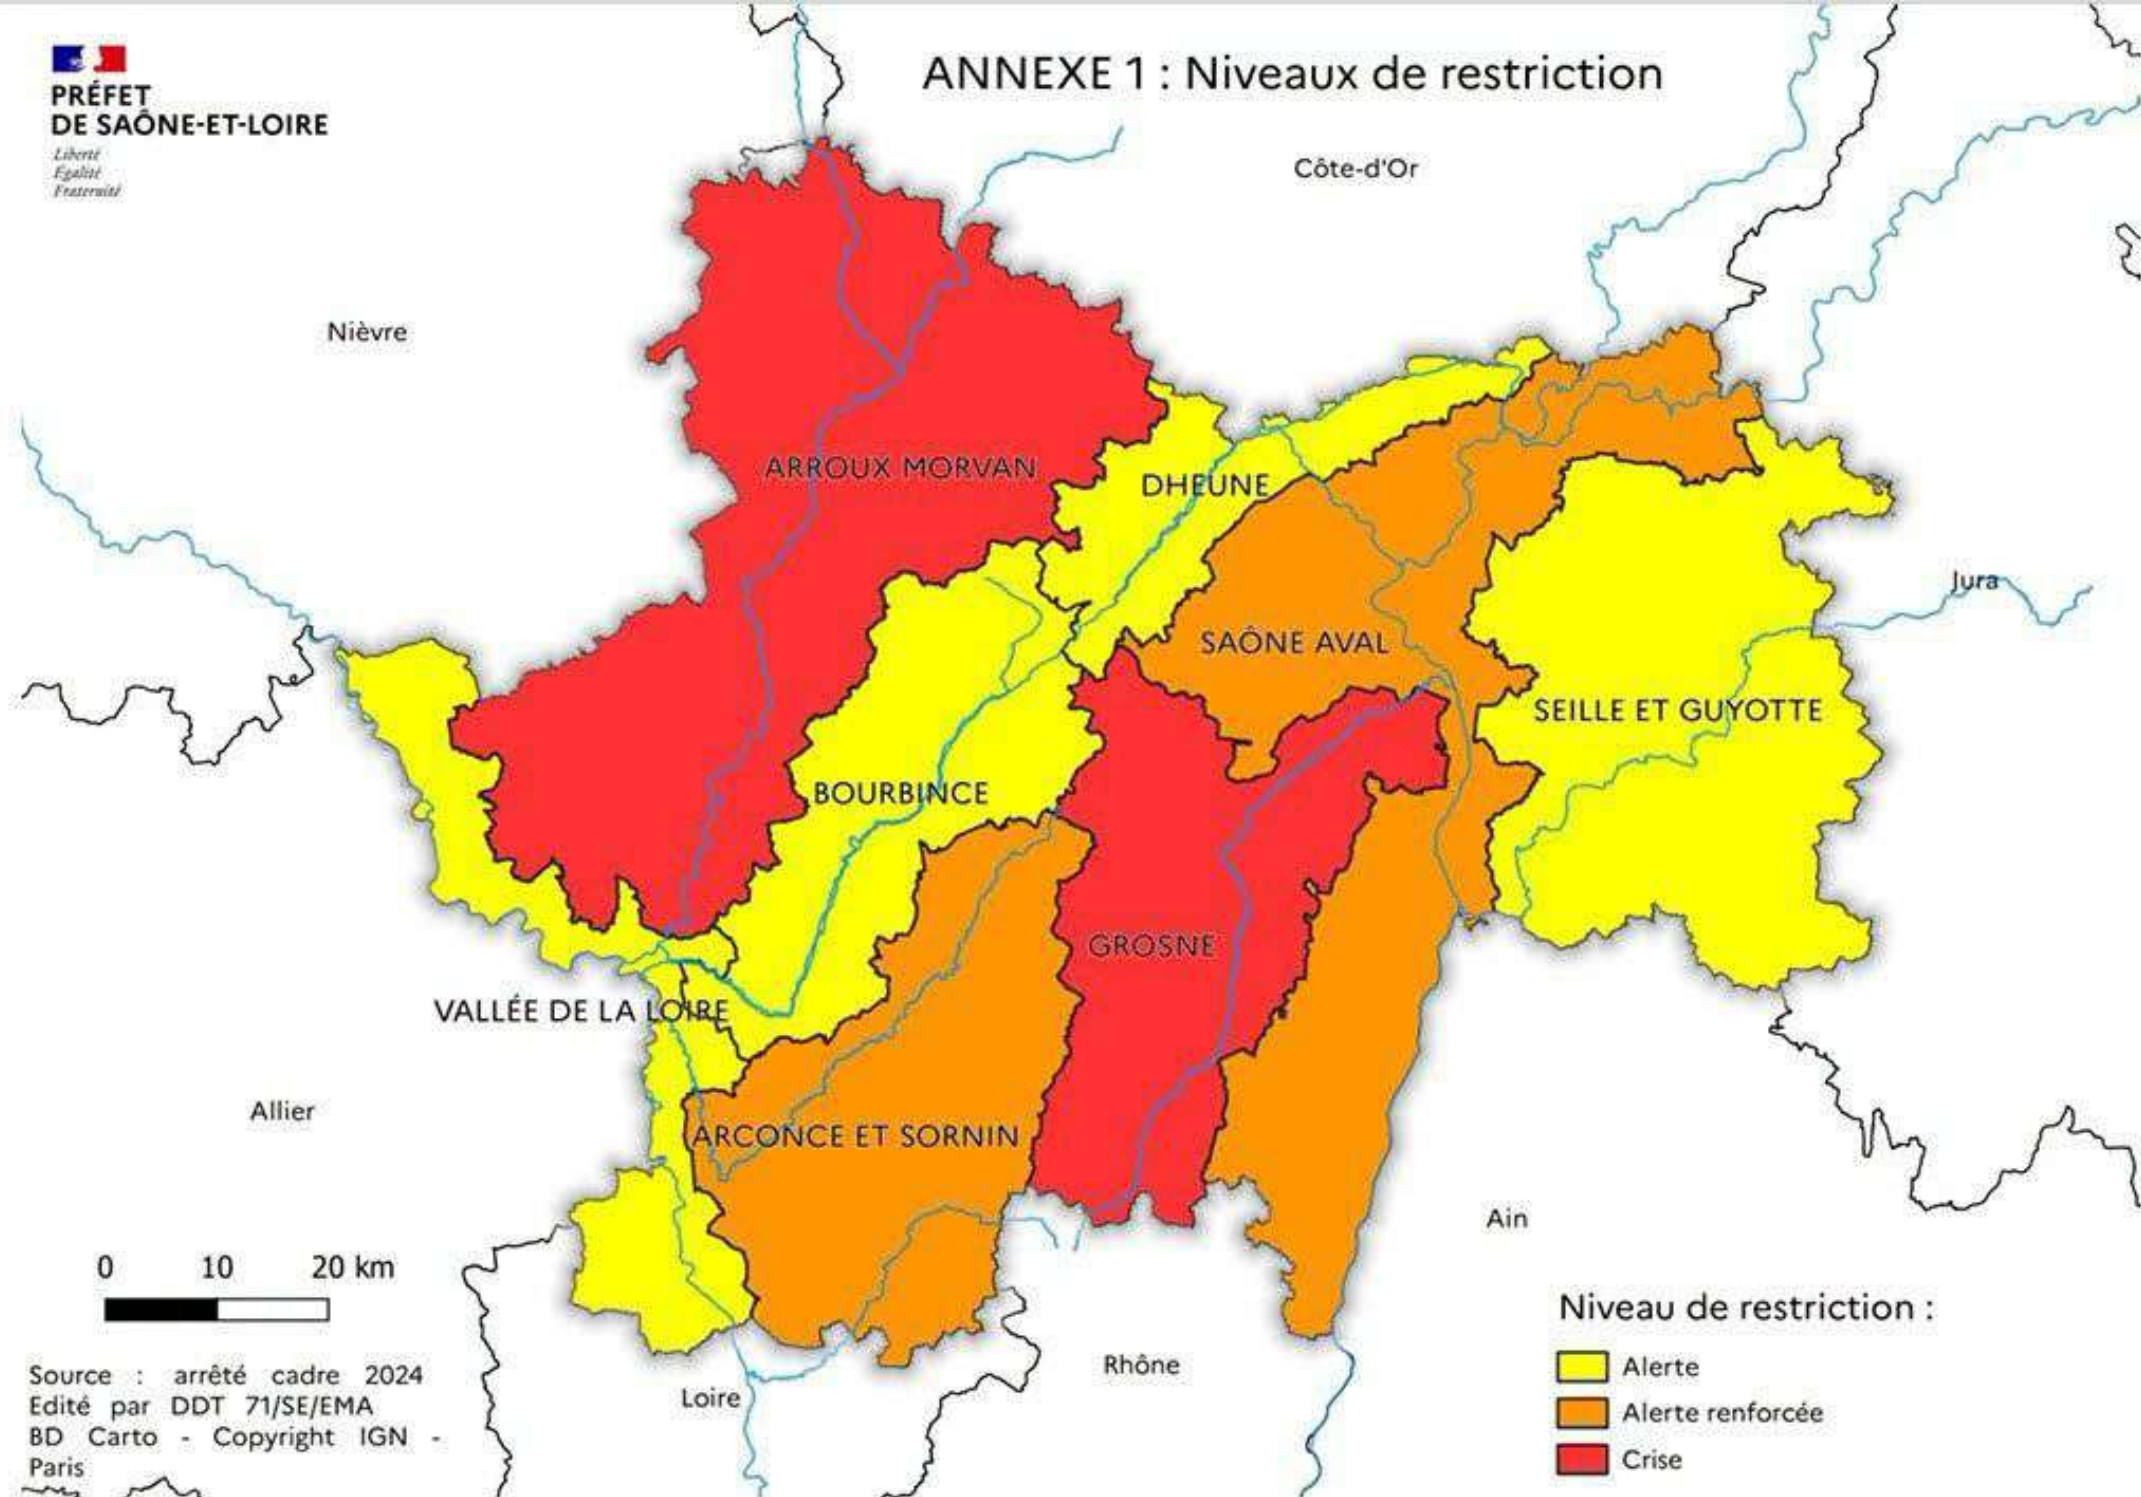 PRÉFET
DE SAÔNE-ET-LOIRE
Liberté
Égalité
Fraternité
ANNEXE 1 : Niveaux de restriction
Côte-d'Or
Nièvre
ARROUX MORVAN
DHEUNE
Jura
SAÔNE AVAL
SEILLE ET GUYOTTE
BOURBINCE
GROSNE
VALLÉE DE LA LOIRE
Allier
ARCONCE ET SORNIN
Ain
0 10 20 km
Rhône
Loire
Source : arrêté cadre 2024
Edité par DDT 71/SE/EMA
BD Carto - Copyright IGN -
Paris
Niveau de restriction :
Alerte
Alerte renforcée
Crise